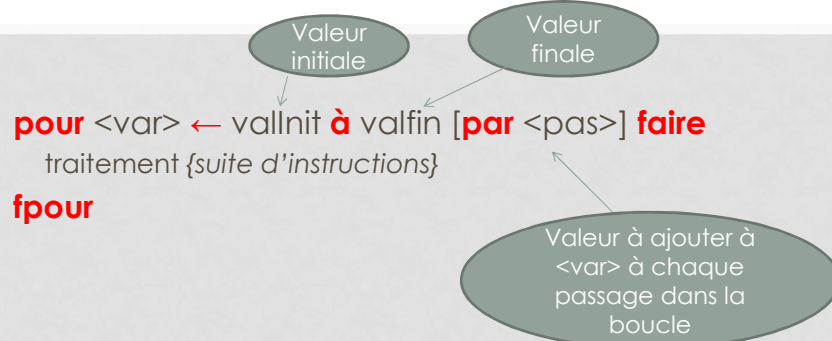 Valeur
initiale
Valeur
finale
pour <var> ← valInit à valfin [par <pas>] faire
traitement {suite d’instructions}
fpour
Valeur à ajouter à
<var> à chaque
passage dans la
boucle